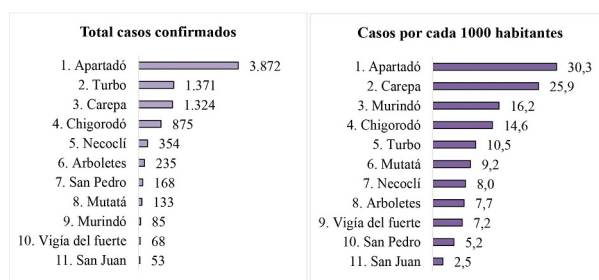 Total casos confirmados
1. Apartadó 3.872
2. Turbo 1.371
3. Carepa 1.324
4. Chigorodó 875
5. Necoclí 354
6. Arboletes 235
7. San Pedro 168
8. Mutatá 133
9. Murindó 85
10. Vigía del fuerte 68
11. San Juan 53
Casos por cada 1000 habitantes
1. Apartadó 30,3
2. Carepa 25,9
3. Murindó 16,2
4. Chigorodó 14,6
5. Turbo 10,5
6. Mutatá 9,2
7. Necoclí 8,0
8. Arboletes 7,7
9. Vigía del fuerte 7,2
10. San Pedro 5,2
11. San Juan 2,5